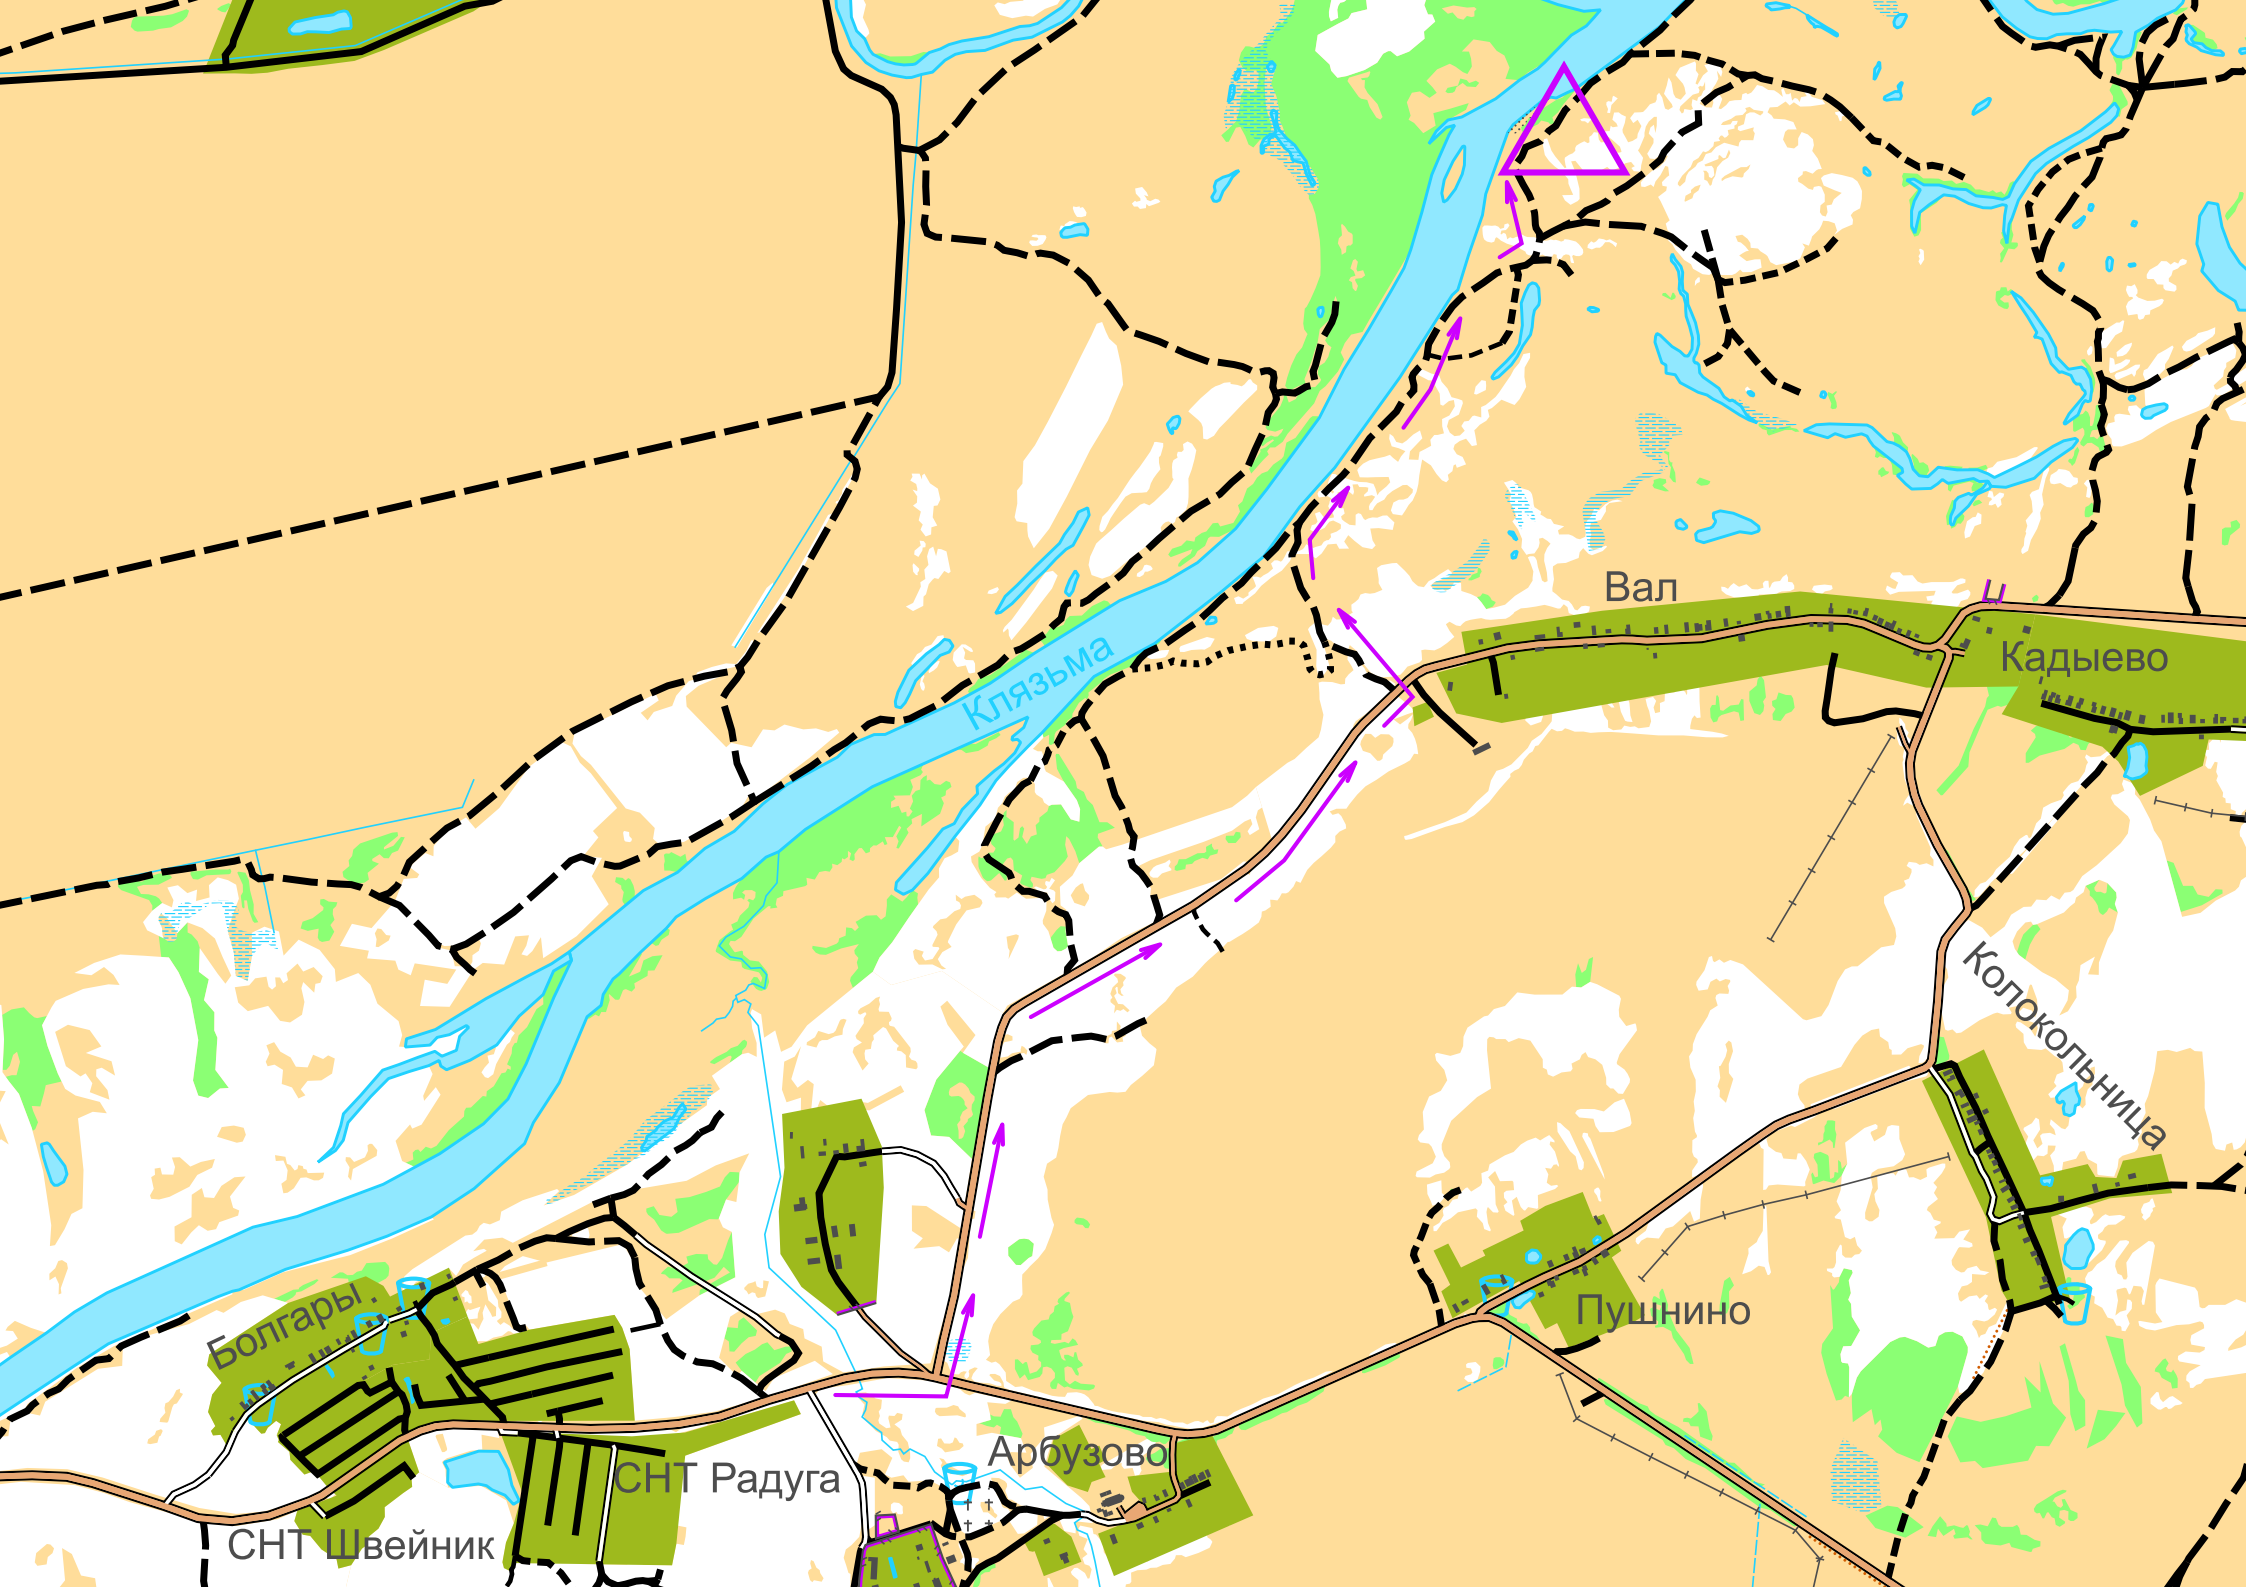 Вал
Кадыево
Клязьма
Колокольница
Болгары
Пушнино
Арбузово
СНТ Радуга
СНТ Швейник